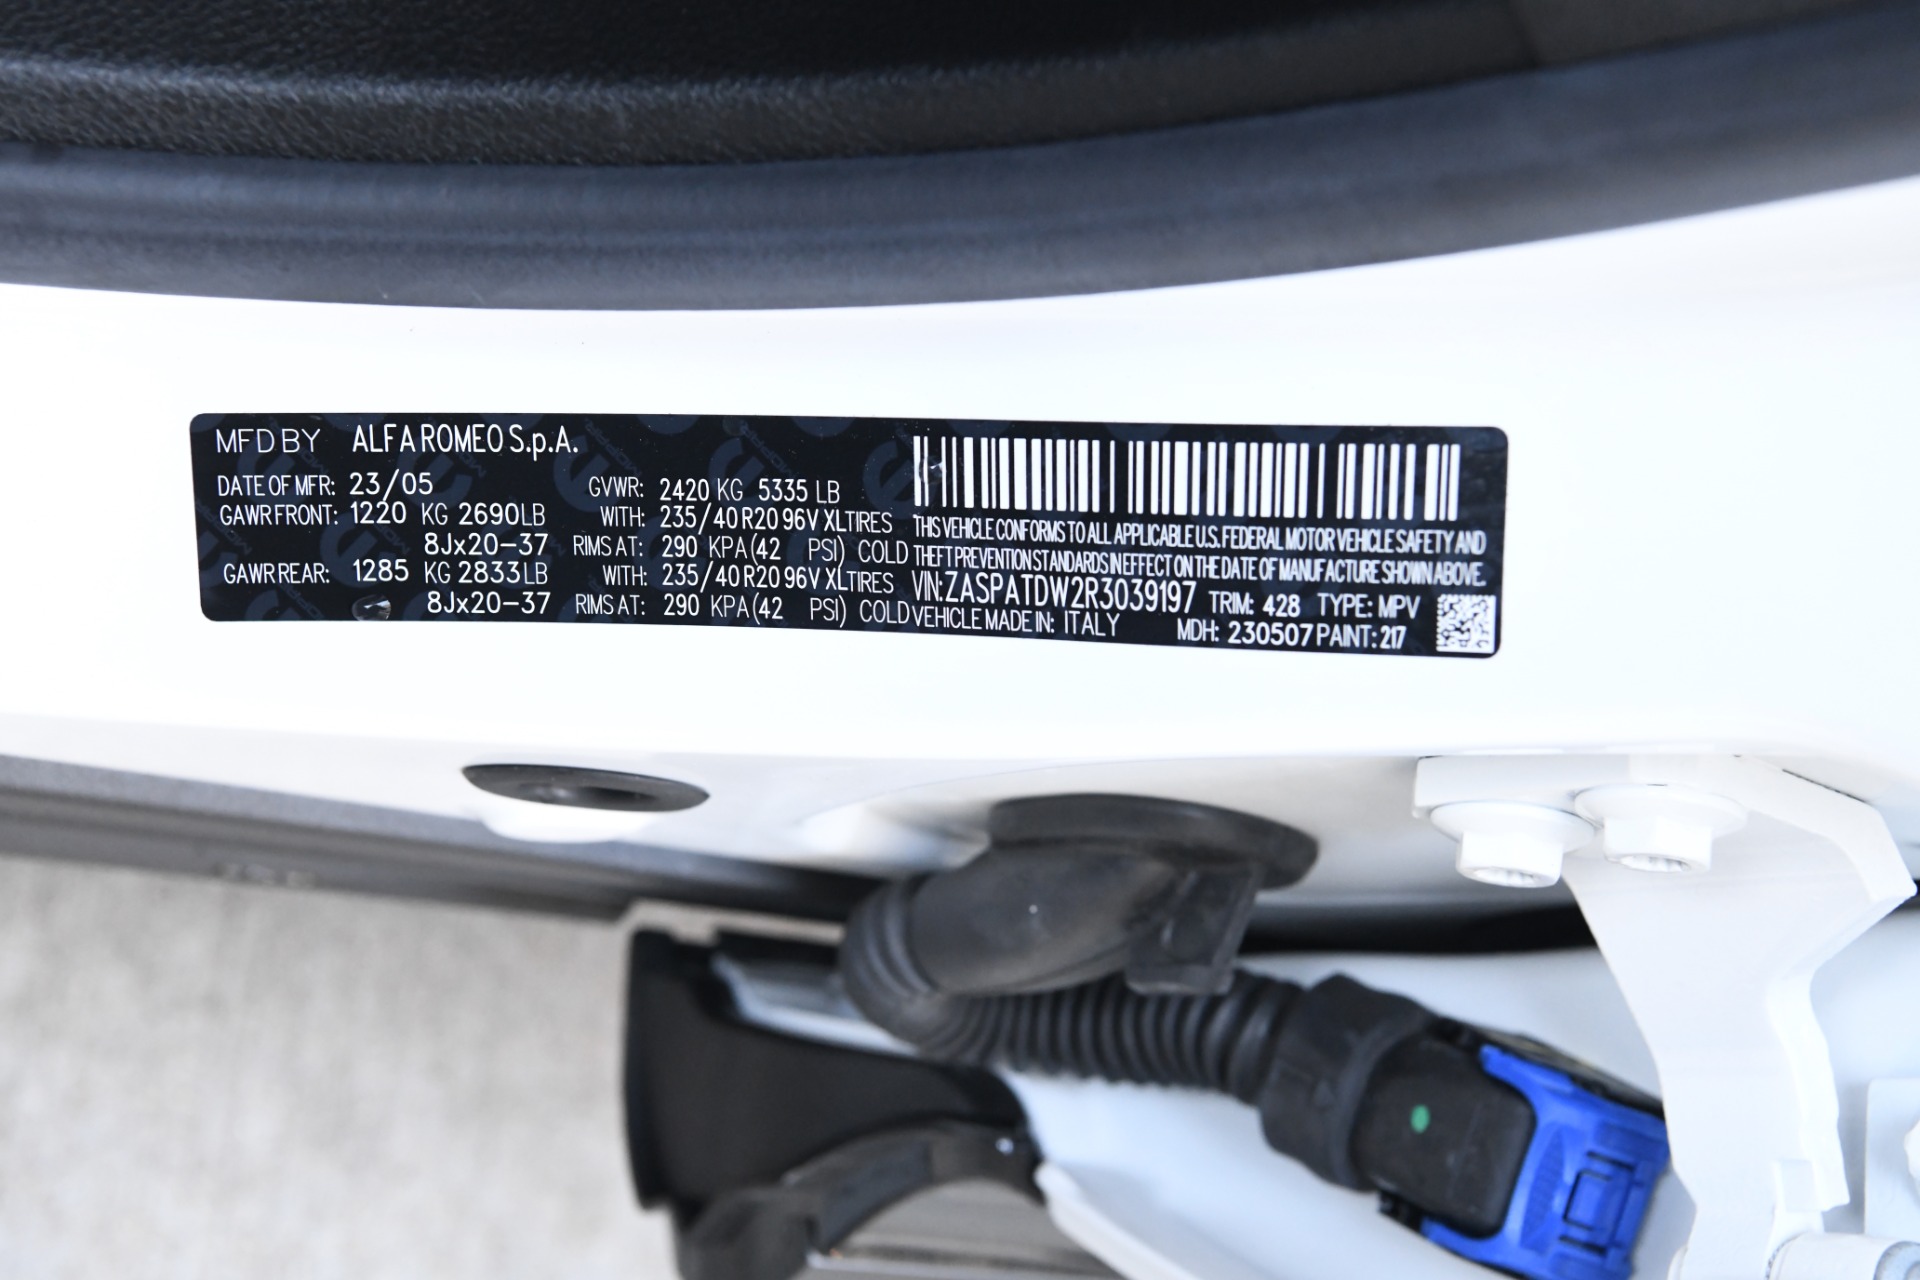 MFD BY ALFA ROMEO S.p.A.
DATE OF MFR: 23/05 GVWR: 2420 KG 5335 LB
GAWR FRONT: 1220 KG 2690LB WITH: 235/40 R20 96V XL TIRES
8Jx20-37 RIMS AT: 290 KPA (42 PSI) COLD
GAWR REAR: 1285 KG 2833LB WITH: 235/40 R20 96V XL TIRES
8Jx20-37 RIMS AT: 290 KPA (42 PSI) COLD
THIS VEHICLE CONFORMS TO ALL APPLICABLE U.S. FEDERAL MOTOR VEHICLE SAFETY AND
THEFT PREVENTION STANDARDS IN EFFECT ON THE DATE OF MANUFACTURE SHOWN ABOVE.
VIN: ZASPATDW2R3039197 TRIM: 428 TYPE: MPV
VEHICLE MADE IN: ITALY MDH: 230507 PAINT: 217